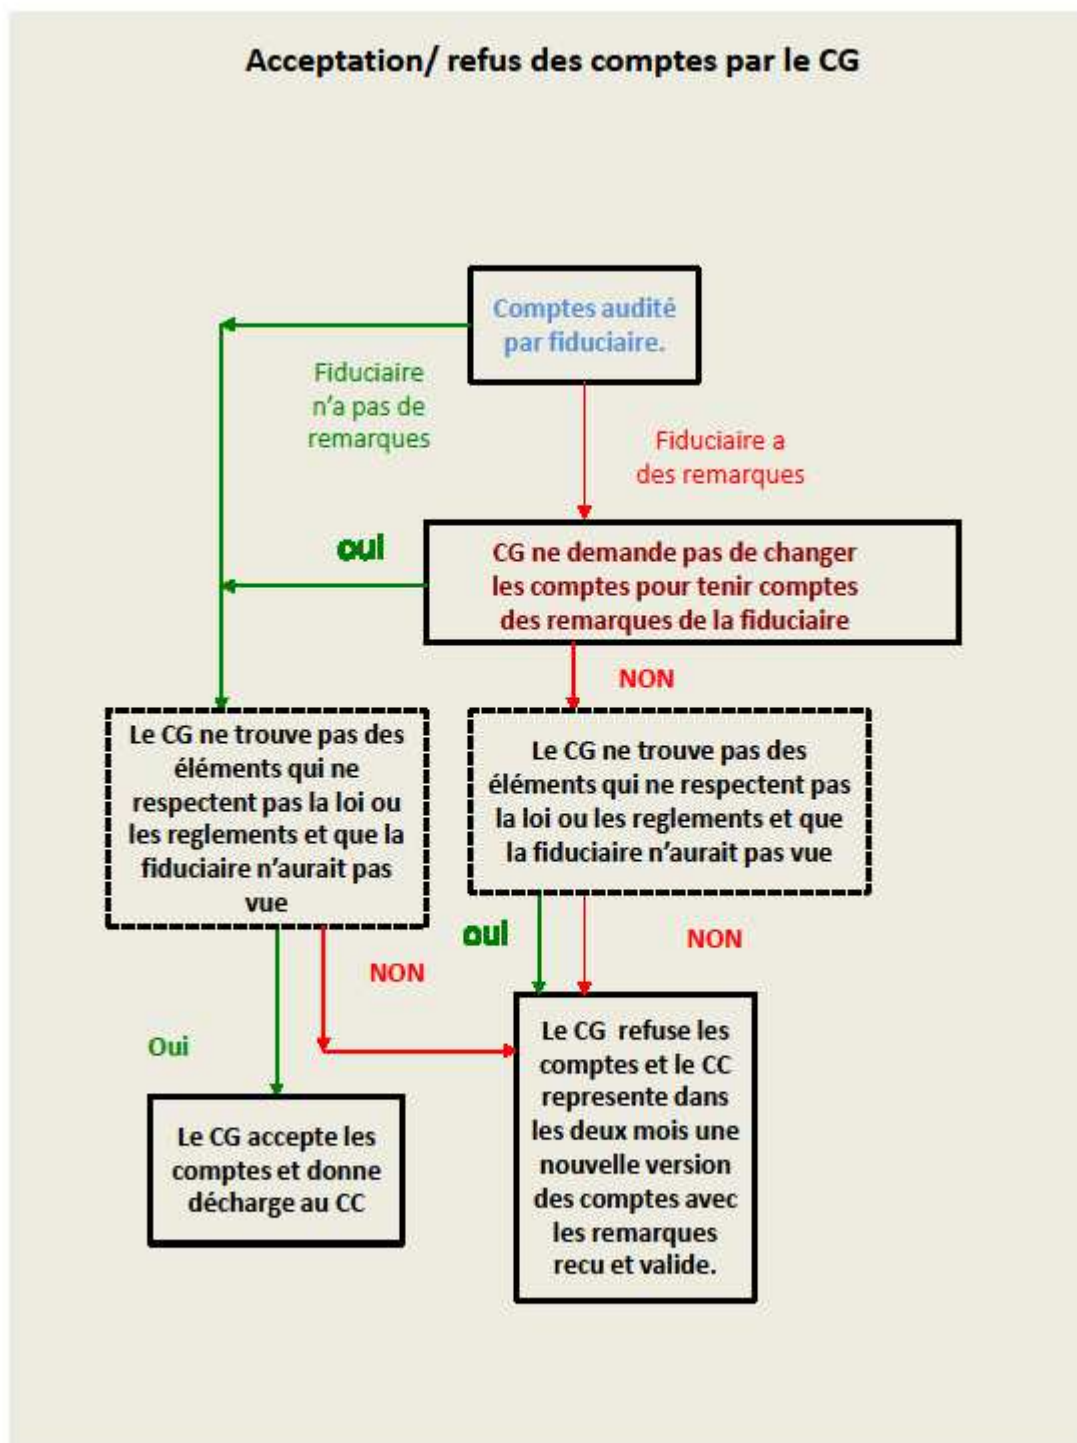 Acceptation/ refus des comptes par le CG
Comptes audité
par fiduciaire.
Fiduciaire
n'a pas de
remarques
Fiduciaire a
des remarques
oui
CG ne demande pas de changer
les comptes pour tenir comptes
des remarques de la fiduciaire
NON
Le CG ne trouve pas des
éléments qui ne
respectent pas la loi ou
les reglements et que la
fiduciaire n'aurait pas
vue
Le CG ne trouve pas des
éléments qui ne respectent pas
la loi ou les reglements et que
la fiduciaire n'aurait pas vue
oui
NON
NON
Oui
Le CG accepte les
comptes et donne
décharge au CC
Le CG  refuse les
comptes et le CC
represente dans
les deux mois une
nouvelle version
des comptes avec
les remarques
recu et valide.